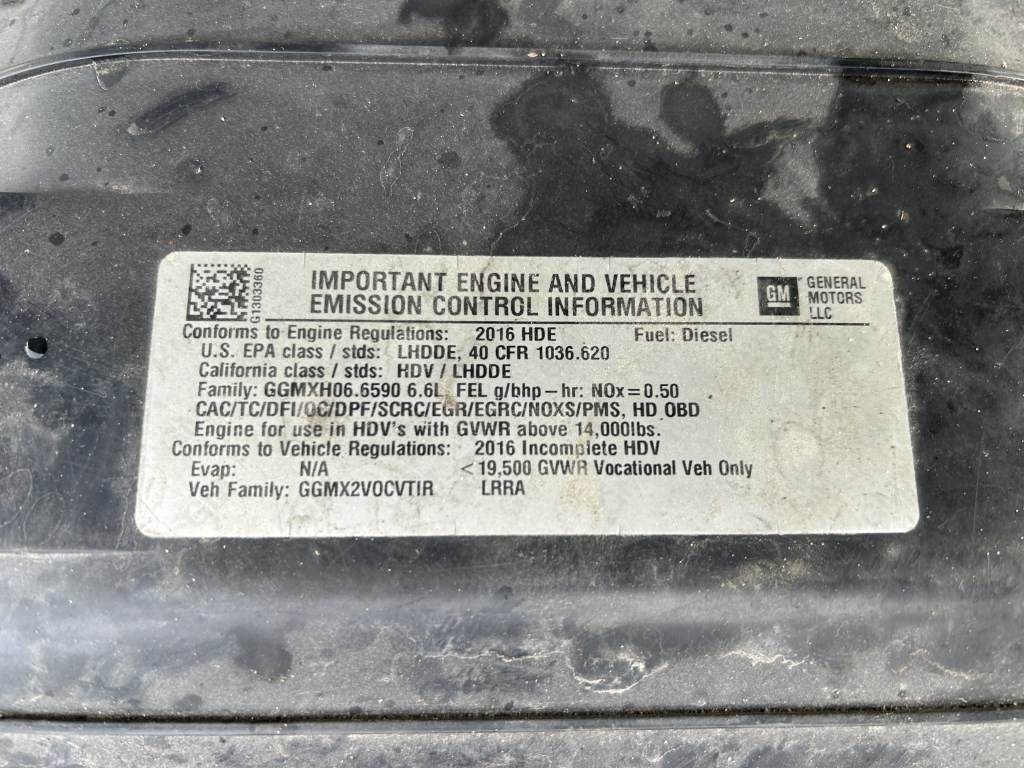 G1303360
IMPORTANT ENGINE AND VEHICLE
EMISSION CONTROL INFORMATION
GM
GENERAL
MOTORS
LLC
Conforms to Engine Regulations: 2016 HDE Fuel: Diesel
U.S. EPA class / stds: LHDDE, 40 CFR 1036.620
California class / stds: HDV / LHDDE
Family: GGMXH06.6590 6.6L FEL g/bhp-hr: NOx=0.50
CAC/TC/DFI/OC/DPF/SCRC/EGR/EGRC/NOXS/PMS, HD OBD
Engine for use in HDV's with GVWR above 14,000lbs.
Conforms to Vehicle Regulations: 2016 Incomplete HDV
Evap: N/A <19,500 GVWR Vocational Veh Only
Veh Family: GGMX2VOCVTIR LRRA